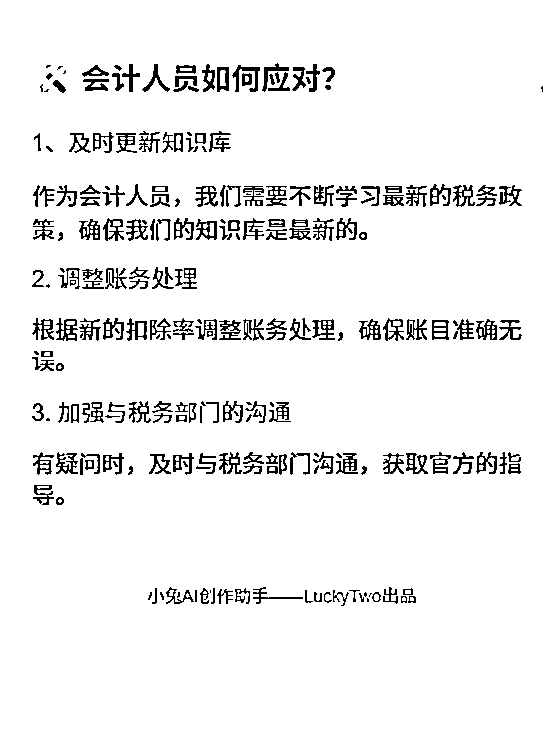 🛠 会计人员如何应对？
1、及时更新知识库
作为会计人员，我们需要不断学习最新的税务政
策，确保我们的知识库是最新的。
2. 调整账务处理
根据新的扣除率调整账务处理，确保账目准确无
误。
3. 加强与税务部门的沟通
有疑问时，及时与税务部门沟通，获取官方的指
导。
小兔AI创作助手——LuckyTwo出品